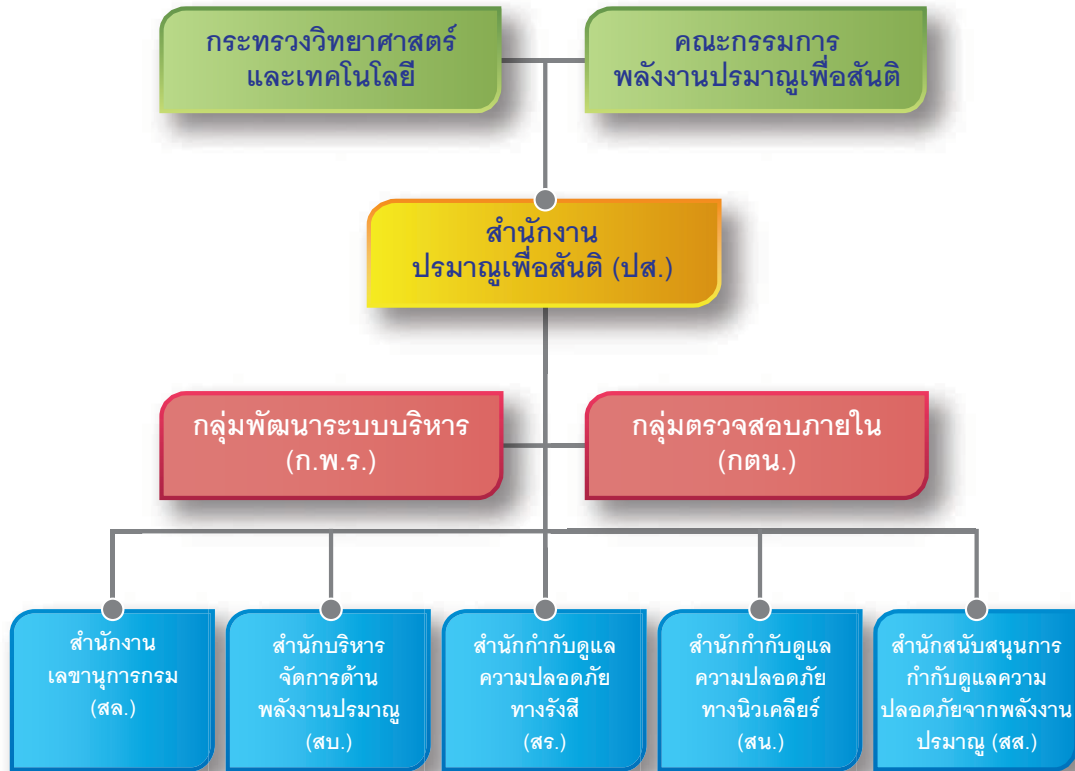 กระทรวงวิทยาศาสตร์
และเทคโนโลยี
คณะกรรมการ
พลังงานปรมาณูเพื่อสันติ
สำนักงาน
ปรมาณูเพื่อสันติ (ปส.)
กลุ่มพัฒนาระบบบริหาร
(ก.พ.ร.)
กลุ่มตรวจสอบภายใน
(กตน.)
สำนักงาน
เลขานุการกรม
(สล.)
สำนักบริหาร
จัดการด้าน
พลังงานปรมาณู
(สบ.)
สำนักกำกับดูแล
ความปลอดภัย
ทางรังสี
(สร.)
สำนักกำกับดูแล
ความปลอดภัย
ทางนิวเคลียร์
(สน.)
สำนักสนับสนุนการ
กำกับดูแลความ
ปลอดภัยจากพลังงาน
ปรมาณู (สส.)